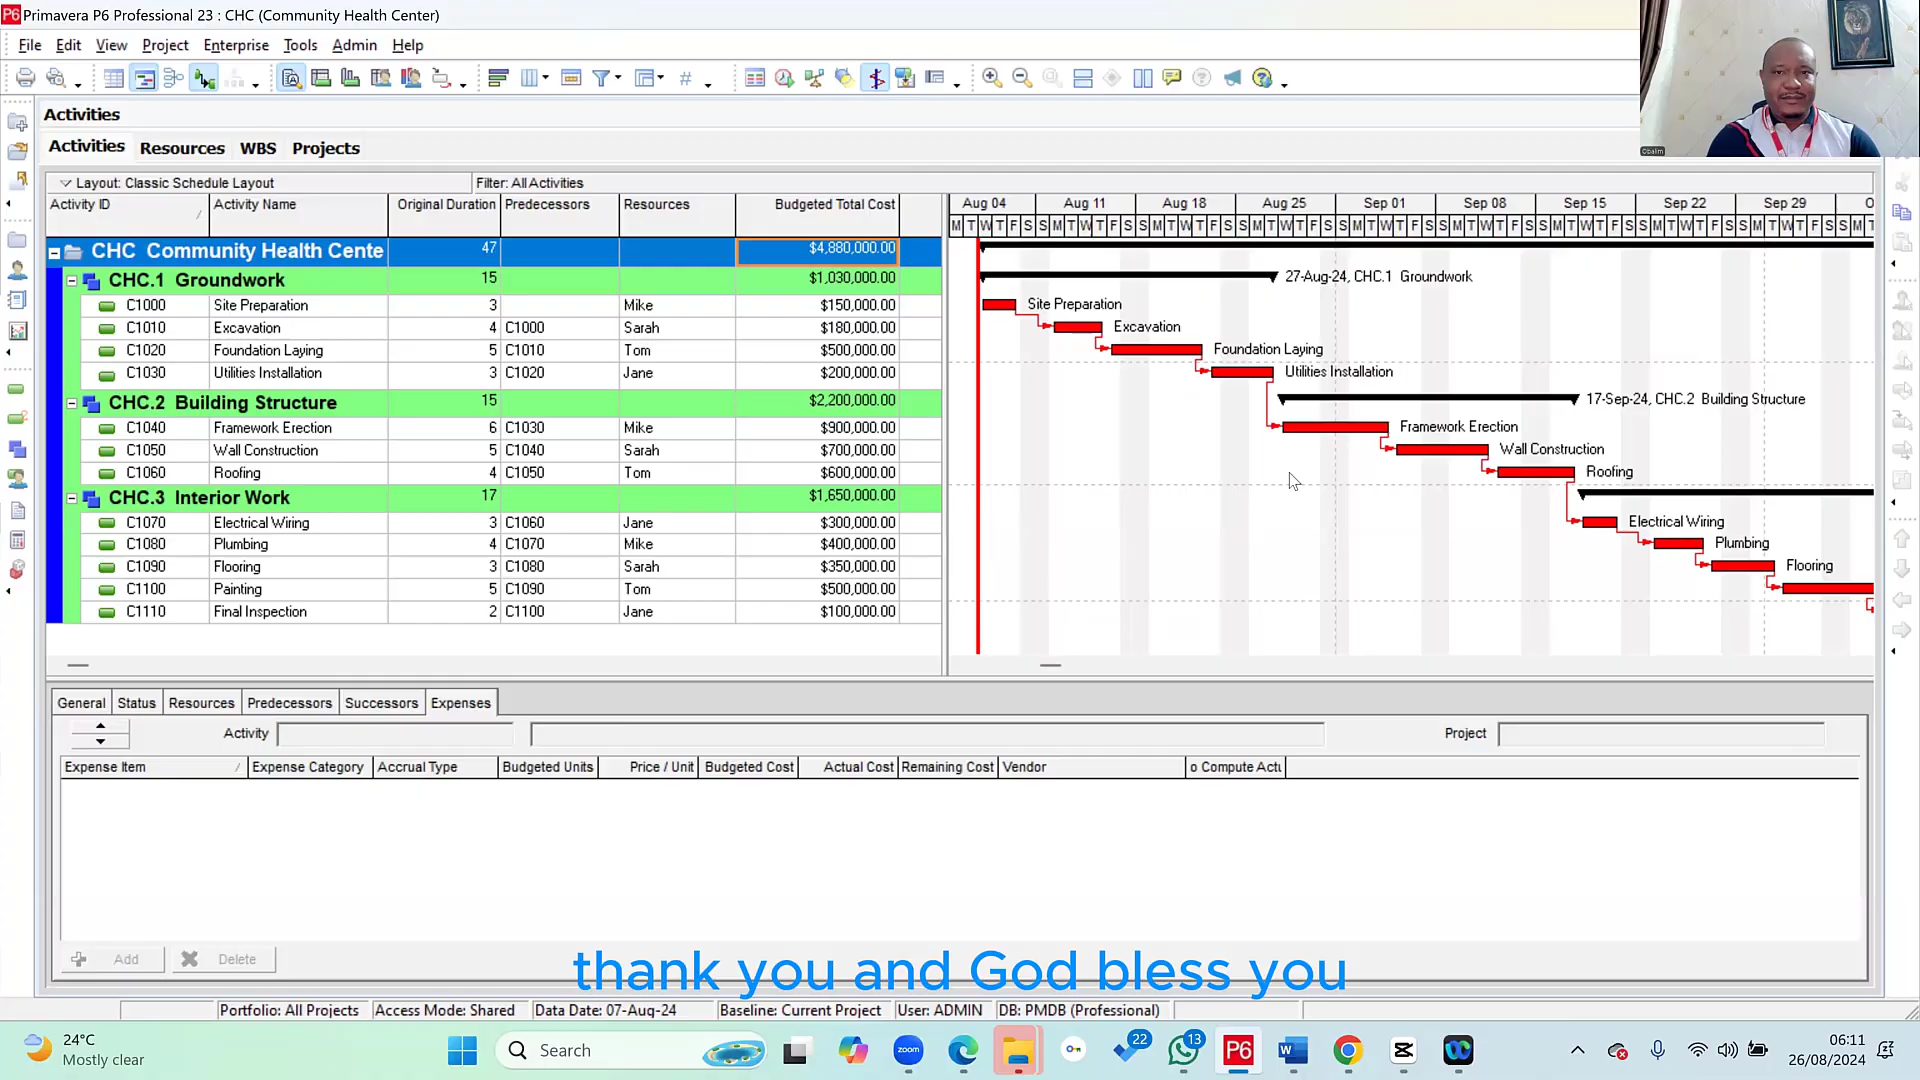 Primavera P6 Professional 23 : CHC (Community Health Center)
File Edit View Project Enterprise Tools Admin Help
Activities
Activities Resources WBS Projects
Layout: Classic Schedule Layout Filter: All Activities
Activity ID Activity Name Original Duration Predecessors Resources Budgeted Total Cost
Aug 04 Aug 11 Aug 18 Aug 25 Sep 01 Sep 08 Sep 15 Sep 22 Sep 29
M T W T F S S M T W T F S S M T W T F S S M T W T F S S M T W T F S S M T W T F S S M T W T F S S M T W T F S S M T W T F S S M
CHC Community Health Cente 47 $4,880,000.00
CHC.1 Groundwork 15 $1,030,000.00 27-Aug-24, CHC.1 Groundwork
C1000 Site Preparation 3 Mike $150,000.00 Site Preparation
C1010 Excavation 4 C1000 Sarah $180,000.00 Excavation
C1020 Foundation Laying 5 C1010 Tom $500,000.00 Foundation Laying
C1030 Utilities Installation 3 C1020 Jane $200,000.00 Utilities Installation
CHC.2 Building Structure 15 $2,200,000.00 17-Sep-24, CHC.2 Building Structure
C1040 Framework Erection 6 C1030 Mike $900,000.00 Framework Erection
C1050 Wall Construction 5 C1040 Sarah $700,000.00 Wall Construction
C1060 Roofing 4 C1050 Tom $600,000.00 Roofing
CHC.3 Interior Work 17 $1,650,000.00
C1070 Electrical Wiring 3 C1060 Jane $300,000.00 Electrical Wiring
C1080 Plumbing 4 C1070 Mike $400,000.00 Plumbing
C1090 Flooring 3 C1080 Sarah $350,000.00 Flooring
C1100 Painting 5 C1090 Tom $500,000.00
C1110 Final Inspection 2 C1100 Jane $100,000.00
General Status Resources Predecessors Successors Expenses
Activity Project
Expense Item Expense Category Accrual Type Budgeted Units Price / Unit Budgeted Cost Actual Cost Remaining Cost Vendor o Compute Actu
Add Delete
thank you and God bless you
Portfolio: All Projects Access Mode: Shared Data Date: 07-Aug-24 Baseline: Current Project User: ADMIN DB: PMDB (Professional)
24°C
Mostly clear
Search
zoom
22
13
P6
06:11
26/08/2024